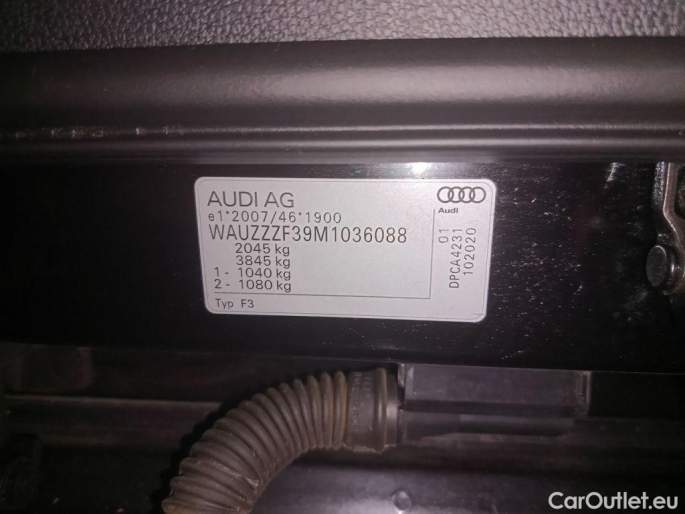 AUDI AG
e1*2007/46*1900
WAUZZZF39M1036088
2045 kg
3845 kg
1 - 1040 kg
2 - 1080 kg
Typ F3
Audi
01
DPCA4231
102020
CarOutlet.eu